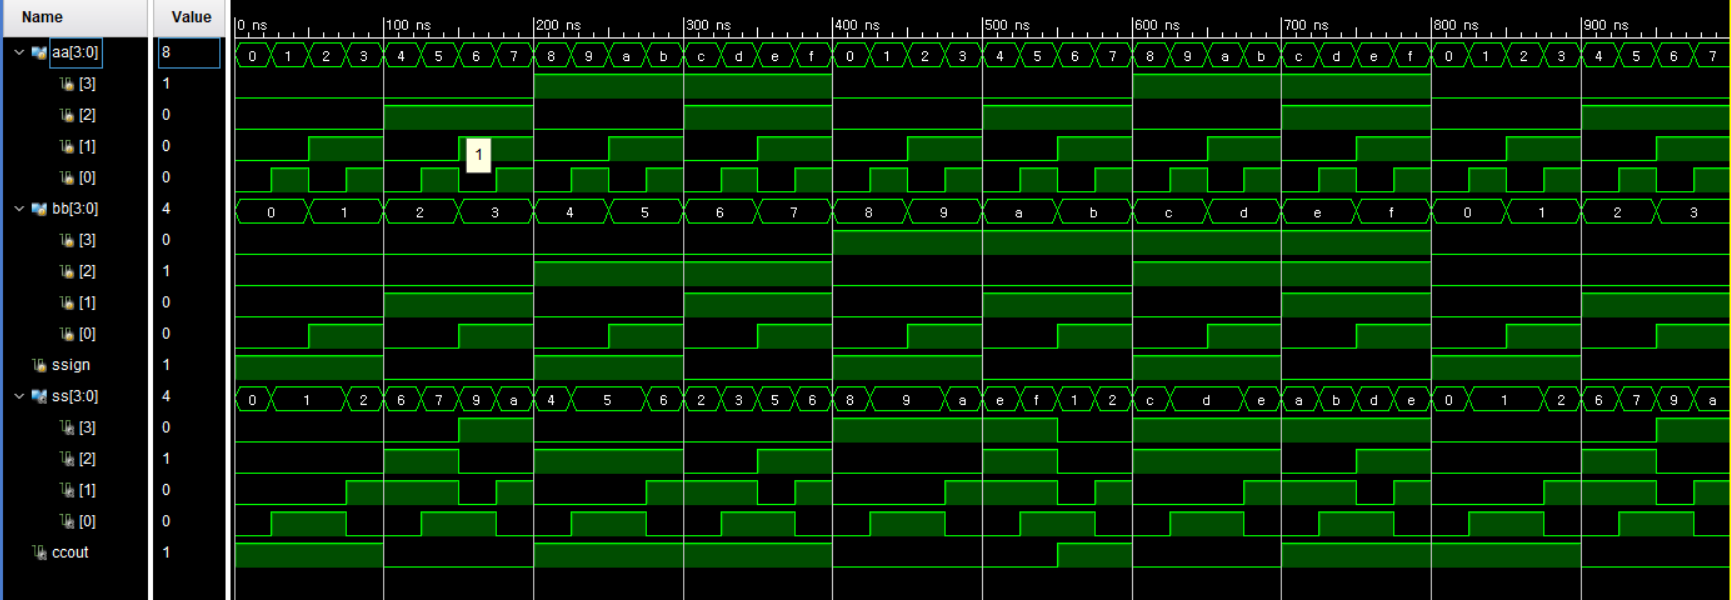 Name Value 0 ns 100 ns 200 ns 300 ns 400 ns 500 ns 600 ns 700 ns 800 ns 900 ns
aa[3:0] 8 0 1 2 3 4 5 6 7 8 9 a b c d e f 0 1 2 3 4 5 6 7 8 9 a b c d e f 0 1 2 3 4 5 6 7
[3] 1
[2] 0
[1] 0 1
[0] 0
bb[3:0] 4 0 1 2 3 4 5 6 7 8 9 a b c d e f 0 1 2 3
[3] 0
[2] 1
[1] 0
[0] 0
ssign 1
ss[3:0] 4 0 1 2 6 7 9 a 4 5 6 2 3 5 6 8 9 a e f 1 2 c d e a b d e 0 1 2 6 7 9 a
[3] 0
[2] 1
[1] 0
[0] 0
ccout 1